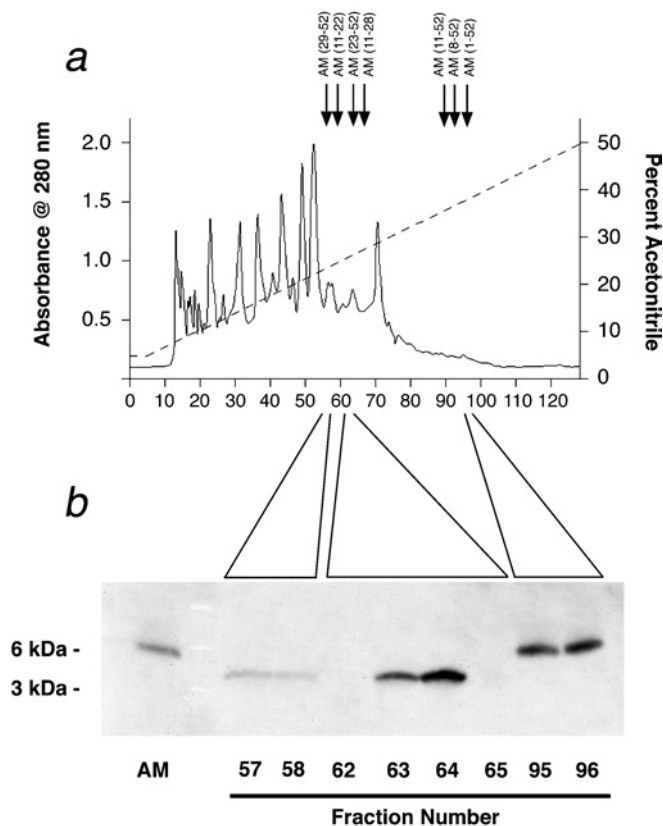 a
AM (29-52)
AM (11-22)
AM (23-52)
AM (11-28)
AM (11-52)
AM (8-52)
AM (1-52)
Absorbance @ 280 nm
2.0
1.5
1.0
0.5
50
40
30
20
10
0
Percent Acetonitrile
0 10 20 30 40 50 60 70 80 90 100 110 120
b
6 kDa -
3 kDa -
AM 57 58 62 63 64 65 95 96
Fraction Number